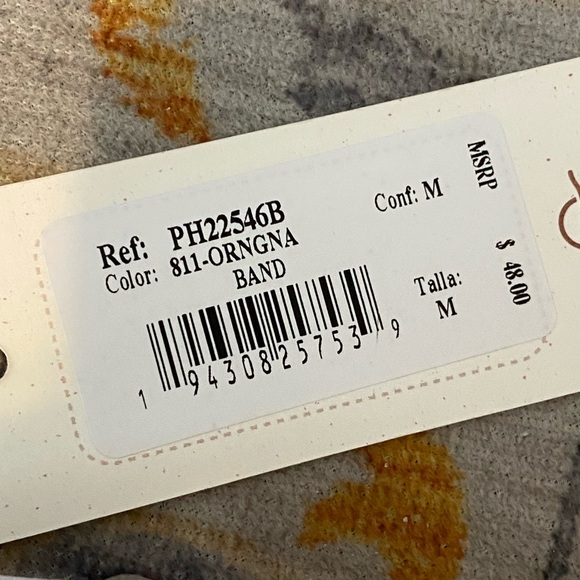 Ref: PH22546B
Color: 811-ORNGNA
BAND
Conf: M
MSRP
$ 48.00
Talla:
M
1 94308 25753 9